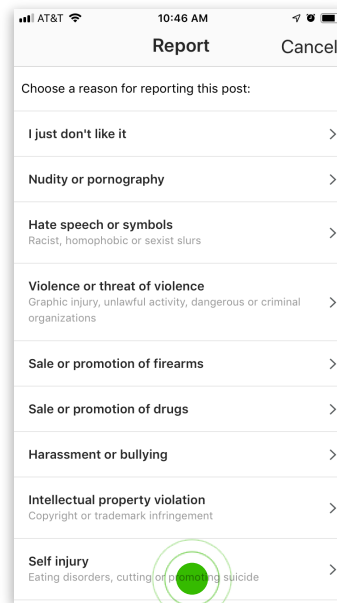 AT&T 10:46 AM
Report Cancel
Choose a reason for reporting this post:
I just don't like it
Nudity or pornography
Hate speech or symbols
Racist, homophobic or sexist slurs
Violence or threat of violence
Graphic injury, unlawful activity, dangerous or criminal
organizations
Sale or promotion of firearms
Sale or promotion of drugs
Harassment or bullying
Intellectual property violation
Copyright or trademark infringement
Self injury
Eating disorders, cutting or promoting suicide